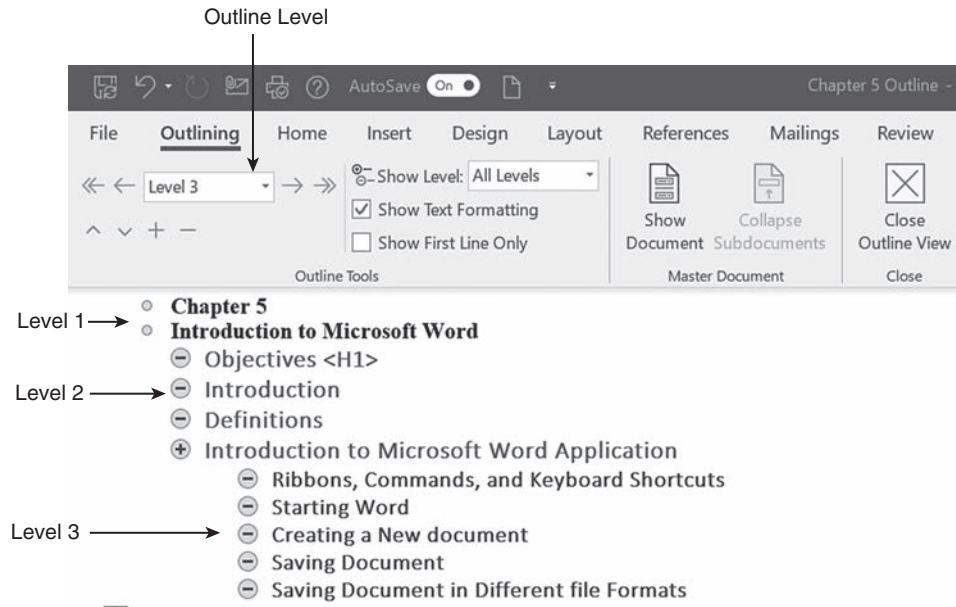 Outline Level
AutoSave On Chapter 5 Outline -
File Outlining Home Insert Design Layout References Mailings Review
Level 3 Show Level: All Levels
Show Text Formatting
Show First Line Only
Show Document
Collapse Subdocuments
Close Outline View
Outline Tools Master Document Close
Level 1
Chapter 5
Introduction to Microsoft Word
Objectives <H1>
Level 2 Introduction
Definitions
Introduction to Microsoft Word Application
Ribbons, Commands, and Keyboard Shortcuts
Starting Word
Level 3 Creating a New document
Saving Document
Saving Document in Different file Formats